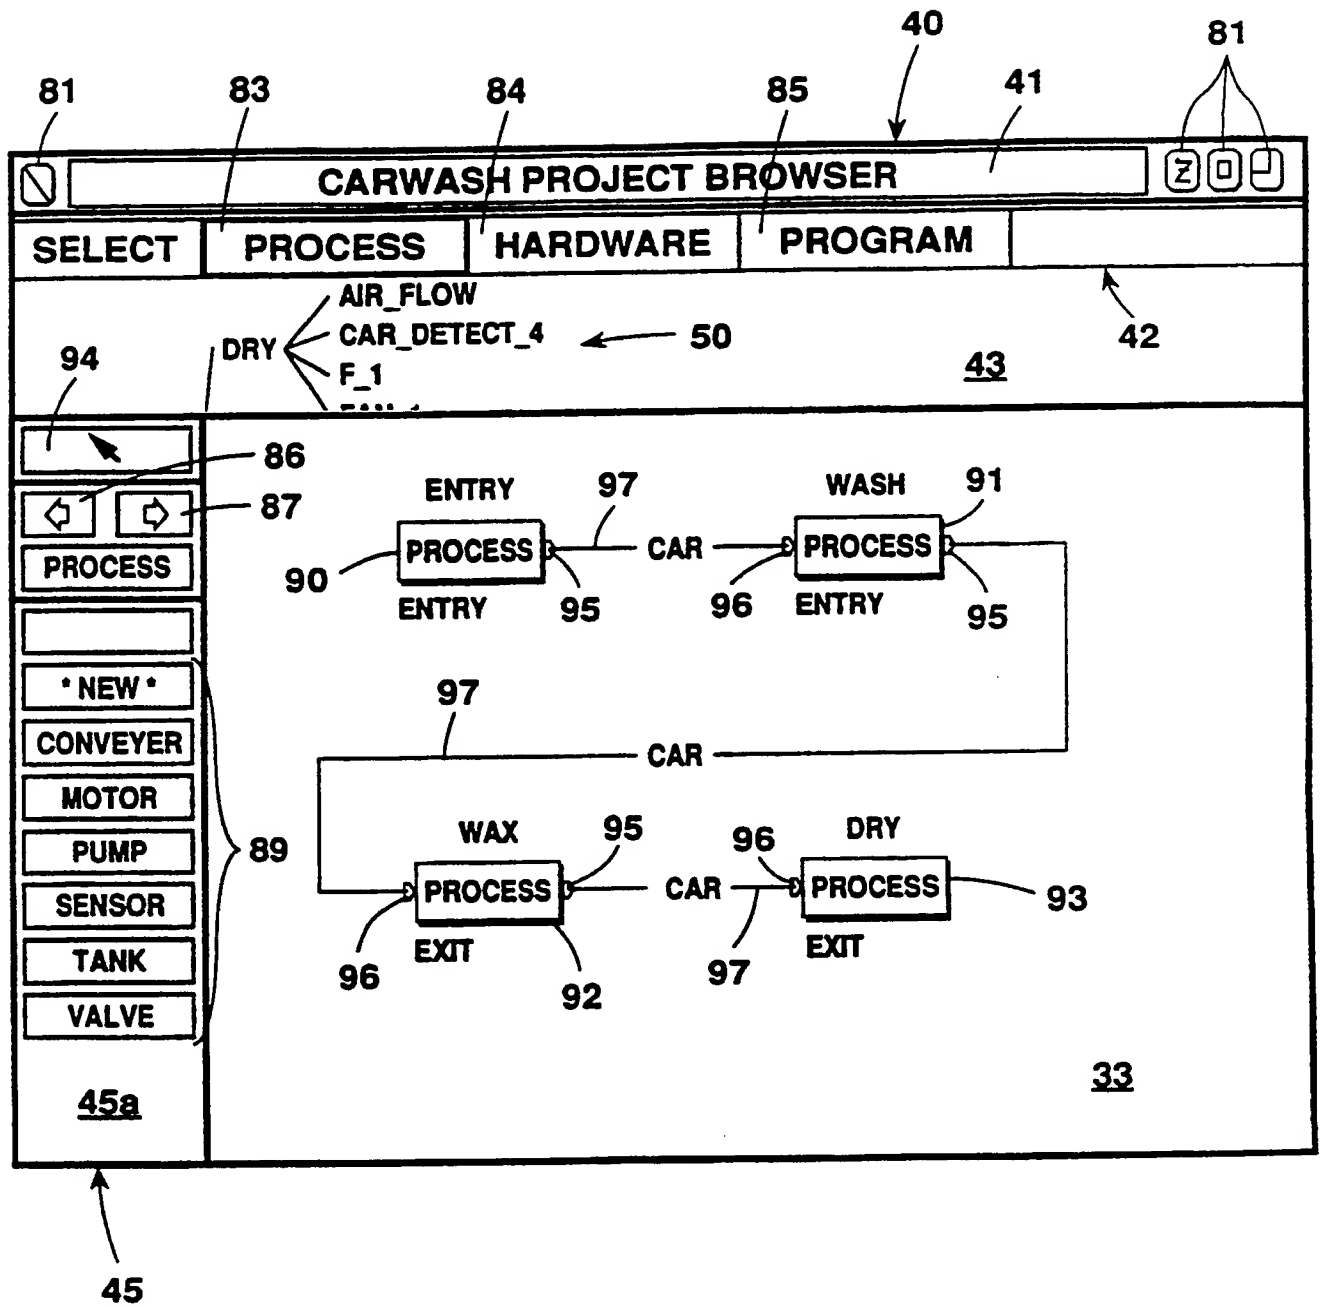 40
81
81
83
84
85
41
CARWASH PROJECT BROWSER
Z
SELECT PROCESS HARDWARE PROGRAM
42
AIR_FLOW
CAR_DETECT_4
DRY
F_1
50
43
94
86
87
PROCESS
* NEW *
CONVEYER
MOTOR
PUMP
SENSOR
TANK
VALVE
89
45a
45
ENTRY
97
WASH
91
PROCESS
CAR
PROCESS
90
ENTRY
95
96
ENTRY
95
97
CAR
WAX
95
96
DRY
PROCESS
CAR
PROCESS
93
96
EXIT
92
97
EXIT
33